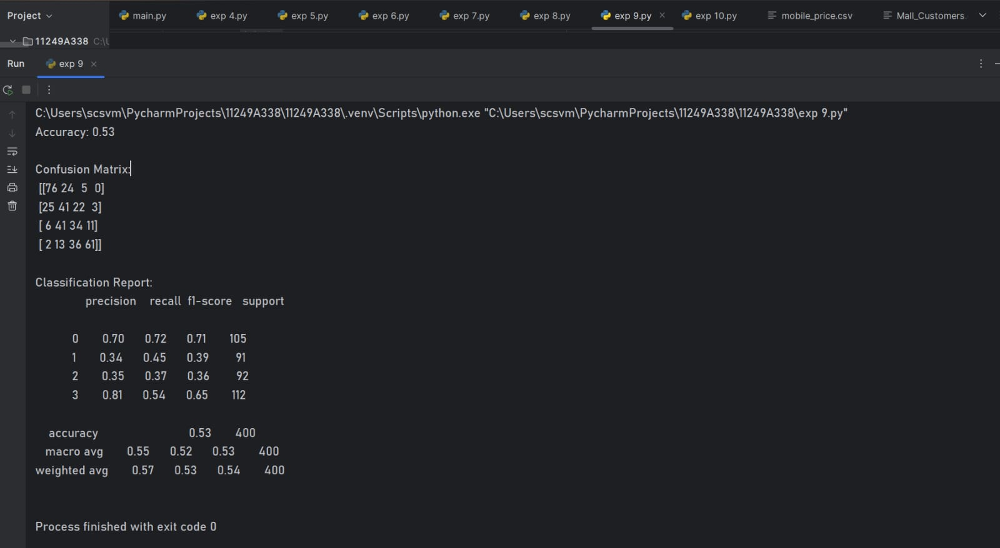 Project
main.py exp 4.py exp 5.py exp 6.py exp 7.py exp 8.py exp 9.py exp 10.py mobile_price.csv Mall_Customers.
11249A338 C:\U
Run exp 9
C:\Users\scsvm\PycharmProjects\11249A338\11249A338\.venv\Scripts\python.exe "C:\Users\scsvm\PycharmProjects\11249A338\11249A338\exp 9.py"
Accuracy: 0.53
Confusion Matrix:
[[76 24 5 0]
[25 41 22 3]
[ 6 41 34 11]
[ 2 13 36 61]]
Classification Report:
precision recall f1-score support
0 0.70 0.72 0.71 105
1 0.34 0.45 0.39 91
2 0.35 0.37 0.36 92
3 0.81 0.54 0.65 112
accuracy 0.53 400
macro avg 0.55 0.52 0.53 400
weighted avg 0.57 0.53 0.54 400
Process finished with exit code 0